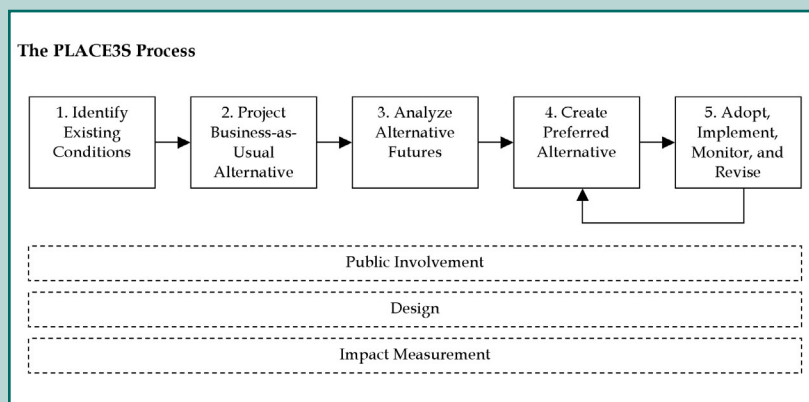 The PLACE3S Process
1. Identify
Existing
Conditions
2. Project
Business-as-
Usual
Alternative
3. Analyze
Alternative
Futures
4. Create
Preferred
Alternative
5. Adopt,
Implement,
Monitor, and
Revise
Public Involvement
Design
Impact Measurement